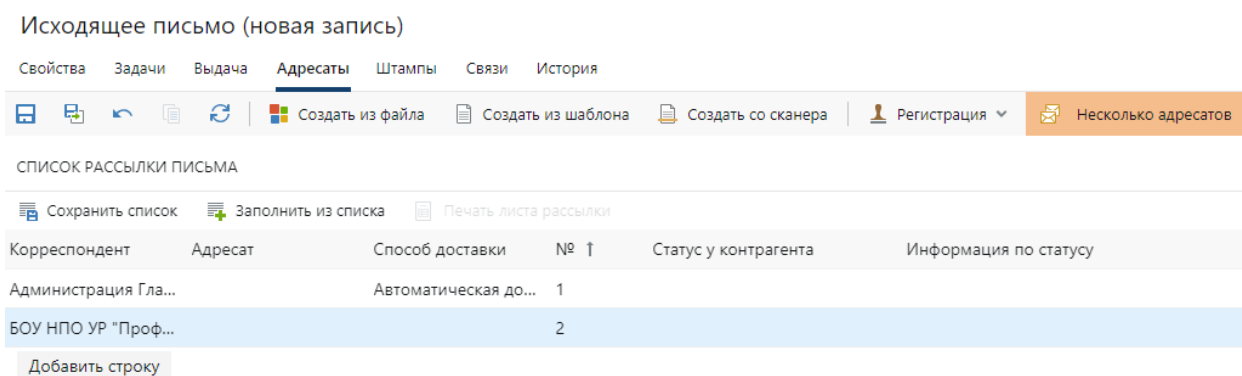 Исходящее письмо (новая запись)
Свойства Задачи Выдача Адресаты Штампы Связи История
Создать из файла Создать из шаблона Создать со сканера Регистрация Несколько адресатов
СПИСОК РАССЫЛКИ ПИСЬМА
Сохранить список Заполнить из списка Печать листа рассылки
Корреспондент Адресат Способ доставки № ↑ Статус у контрагента Информация по статусу
Администрация Гла... Автоматическая до... 1
БОУ НПО УР "Проф... 2
Добавить строку